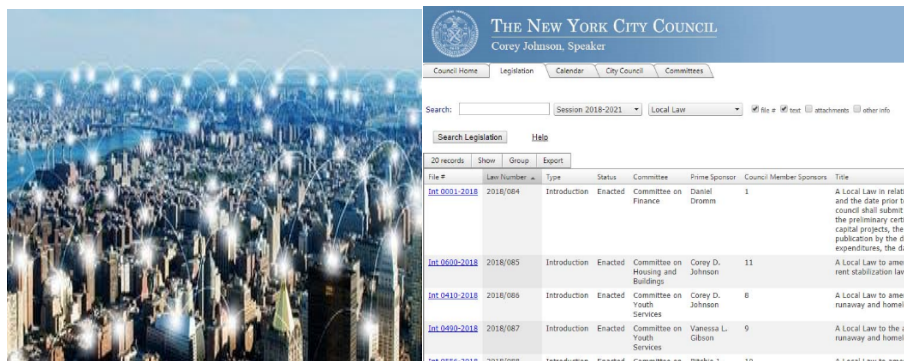 THE NEW YORK CITY COUNCIL
Corey Johnson, Speaker
Council Home Legislation Calendar City Council Committees
Search: Session 2018-2021 Local Law file # text attachments other info
Search Legislation Help
20 records Show Group Export
File # Law Number Type Status Committee Prime Sponsor Council Member Sponsors Title
Int 0001-2018 2018/084 Introduction Enacted Committee on Daniel 1 A Local Law in relati
Finance Dromm and the date prior t
council shall submit
the preliminary certi
capital projects, the
publication by the d
expenditures, the da
Int 0600-2018 2018/085 Introduction Enacted Committee on Corey D. 11 A Local Law to ame
Housing and Johnson rent stabilization law
Buildings
Int 0410-2018 2018/086 Introduction Enacted Committee on Corey D. 8 A Local Law to ame
Youth Johnson runaway and homel
Services
Int 0490-2018 2018/087 Introduction Enacted Committee on Vanessa L. 9 A Local Law to the a
Youth Gibson runaway and homel
Services